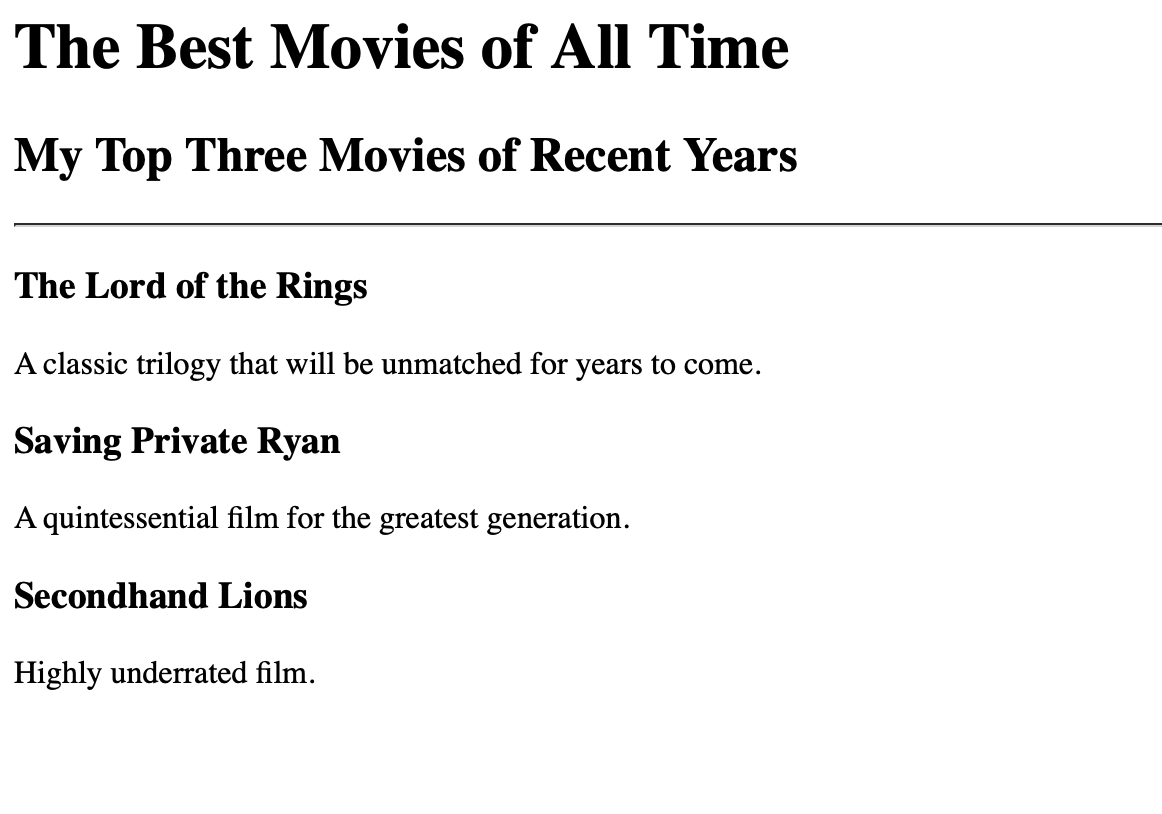 The Best Movies of All Time
My Top Three Movies of Recent Years
The Lord of the Rings
A classic trilogy that will be unmatched for years to come.
Saving Private Ryan
A quintessential film for the greatest generation.
Secondhand Lions
Highly underrated film.